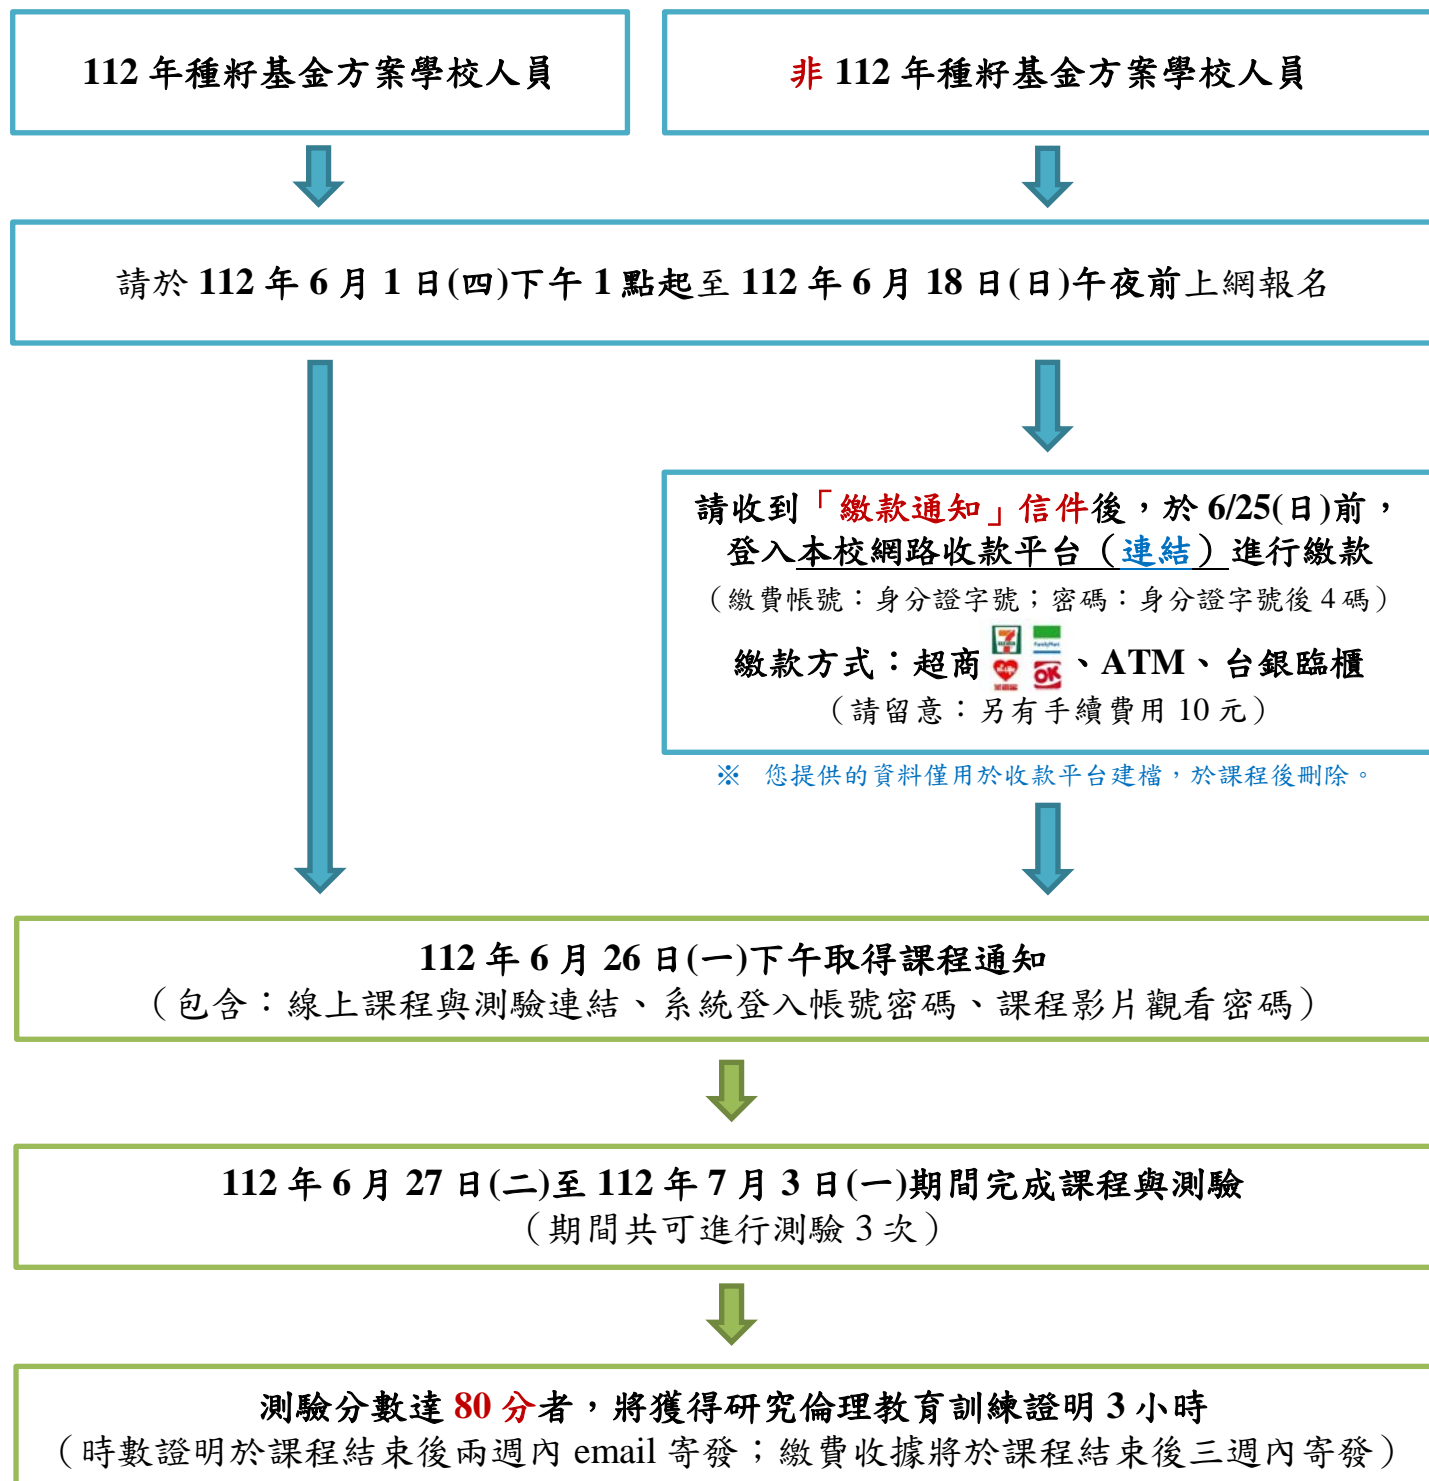 112 年種籽基金方案學校人員
非 112 年種籽基金方案學校人員
請於 112 年 6 月 1 日(四)下午 1 點起至 112 年 6 月 18 日(日)午夜前上網報名
請收到「繳款通知」信件後，於 6/25(日)前，
登入本校網路收款平台（連結）進行繳款
（繳費帳號：身分證字號；密碼：身分證字號後 4 碼）
繳款方式：超商、ATM、台銀臨櫃
7
FamilyMart
OK
（請留意：另有手續費用 10 元）
※ 您提供的資料僅用於收款平台建檔，於課程後刪除。
112 年 6 月 26 日(一)下午取得課程通知
（包含：線上課程與測驗連結、系統登入帳號密碼、課程影片觀看密碼）
112 年 6 月 27 日(二)至 112 年 7 月 3 日(一)期間完成課程與測驗
（期間共可進行測驗 3 次）
測驗分數達 80 分者，將獲得研究倫理教育訓練證明 3 小時
（時數證明於課程結束後兩週內 email 寄發；繳費收據將於課程結束後三週內寄發）